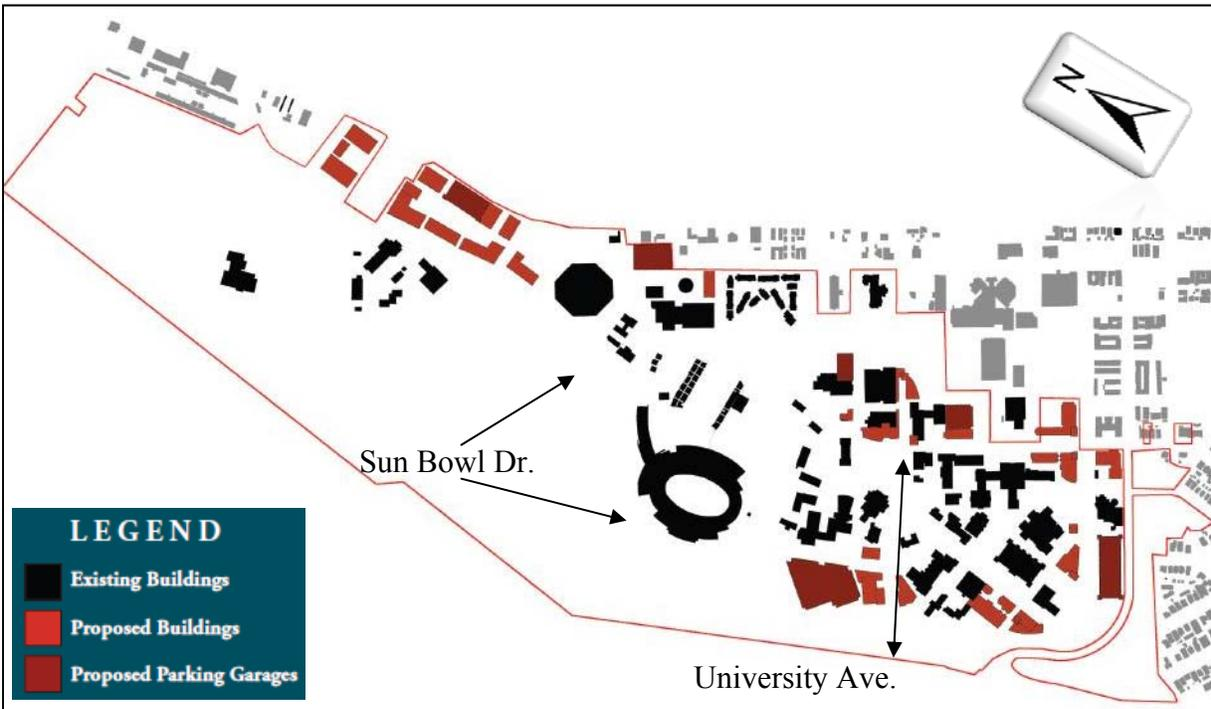 N
Sun Bowl Dr.
University Ave.
LEGEND
Existing Buildings
Proposed Buildings
Proposed Parking Garages